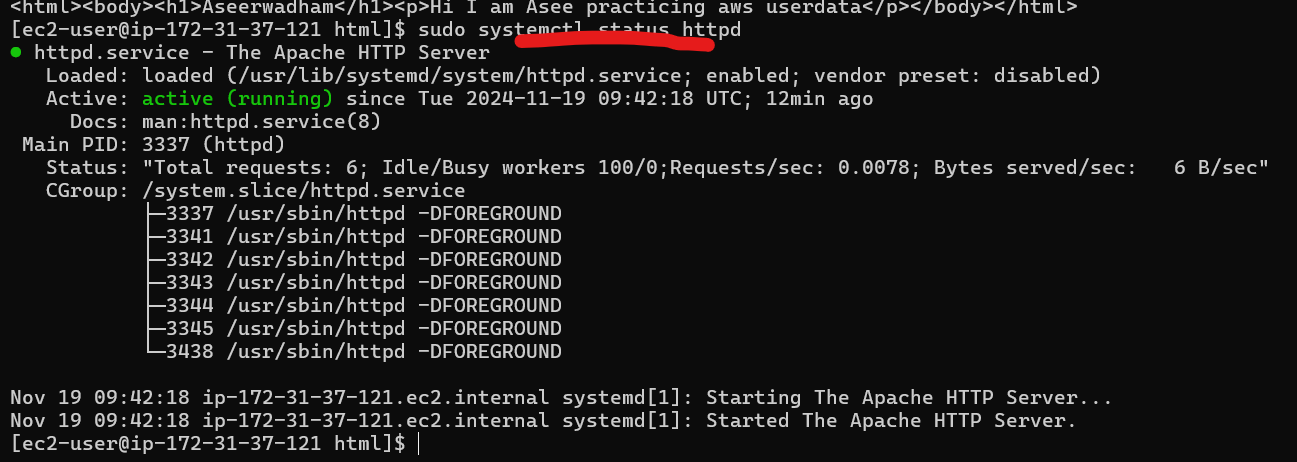 <html><body><h1>Aseerwadham</h1><p>Hi I am Asee practicing aws userdata</p></body></html>
[ec2-user@ip-172-31-37-121 html]$ sudo systemctl status httpd
● httpd.service - The Apache HTTP Server
   Loaded: loaded (/usr/lib/systemd/system/httpd.service; enabled; vendor preset: disabled)
   Active: active (running) since Tue 2024-11-19 09:42:18 UTC; 12min ago
     Docs: man:httpd.service(8)
 Main PID: 3337 (httpd)
   Status: "Total requests: 6; Idle/Busy workers 100/0;Requests/sec: 0.0078; Bytes served/sec:   6 B/sec"
   CGroup: /system.slice/httpd.service
           ├─3337 /usr/sbin/httpd -DFOREGROUND
           ├─3341 /usr/sbin/httpd -DFOREGROUND
           ├─3342 /usr/sbin/httpd -DFOREGROUND
           ├─3343 /usr/sbin/httpd -DFOREGROUND
           ├─3344 /usr/sbin/httpd -DFOREGROUND
           ├─3345 /usr/sbin/httpd -DFOREGROUND
           └─3438 /usr/sbin/httpd -DFOREGROUND
Nov 19 09:42:18 ip-172-31-37-121.ec2.internal systemd[1]: Starting The Apache HTTP Server...
Nov 19 09:42:18 ip-172-31-37-121.ec2.internal systemd[1]: Started The Apache HTTP Server.
[ec2-user@ip-172-31-37-121 html]$